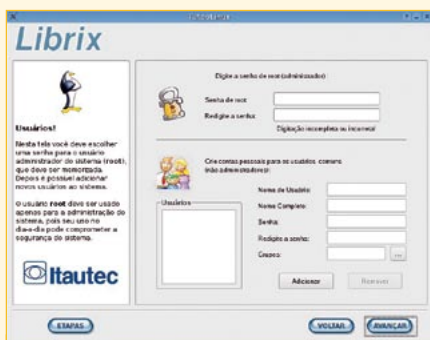 Librix
Usuários!
Nesta tela você deve escolher
uma senha para o usuário
administrador do sistema (root),
que deve ser memorizada.
Depois é possível adicionar
novos usuários ao sistema.
O usuário root deve ser usado
apenas para a administração do
sistema, pois seu uso no
dia-a-dia pode comprometer a
segurança do sistema.
Itautec
Digite a senha de root (administrador)
Senha de root
Redigite a senha:
Digitação incompleta ou incorreta!
Crie contas pessoais para os usuários comuns
(não administradores):
Usuários
Nome de Usuário:
Nome Completo:
Senha:
Redigite a senha:
Grupos:
...
Adicionar
Remover
ETAPAS
VOLTAR
AVANÇAR